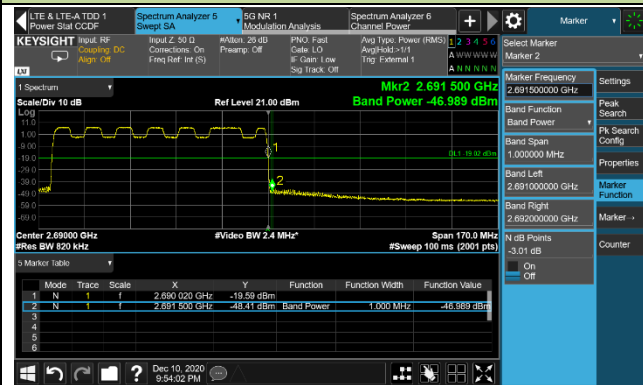 LTE & LTE-A TDD 1
Power Stat CCDF
Spectrum Analyzer 5
Swept SA
5G NR 1
Modulation Analysis
Spectrum Analyzer 6
Channel Power
Marker
KEYSIGHT
Input: RF
Coupling: DC
Align: Off
Input Z: 50 Ω
Corrections: On
Freq Ref: Int (S)
#Atten: 26 dB
Preamp: Off
PNO: Fast
Gate: LO
IF Gain: Low
Sig Track: Off
Avg Type: Power (RMS)
Avg|Hold:>1/1
Trig: External 1
1 2 3 4 5 6
A W W W W W
A N N N N N
LXI
Select Marker
Marker 2
1 Spectrum
Scale/Div 10 dB
Ref Level 21.00 dBm
Mkr2 2.691 500 GHz
Band Power -46.989 dBm
Log
11.0
1.00
-9.00
-19.0
-29.0
-39.0
-49.0
-59.0
-69.0
1
2
DL1 -19.02 dBm
Center 2.69000 GHz
#Res BW 820 kHz
#Video BW 2.4 MHz*
Span 170.0 MHz
#Sweep 100 ms (2001 pts)
5 Marker Table
Mode Trace Scale X Y Function Function Width Function Value
1 N 1 f 2.690 020 GHz -19.59 dBm
2 N 1 f 2.691 500 GHz -48.41 dBm Band Power 1.000 MHz -46.989 dBm
3
4
5
6
Marker Frequency
2.691500000 GHz
Band Function
Band Power
Band Span
1.00000 MHz
Band Left
2.691000000 GHz
Band Right
2.692000000 GHz
N dB Points
-3.01 dB
On
Off
Settings
Peak
Search
Pk Search
Config
Properties
Marker
Function
Marker→
Counter
Dec 10, 2020
9:54:02 PM